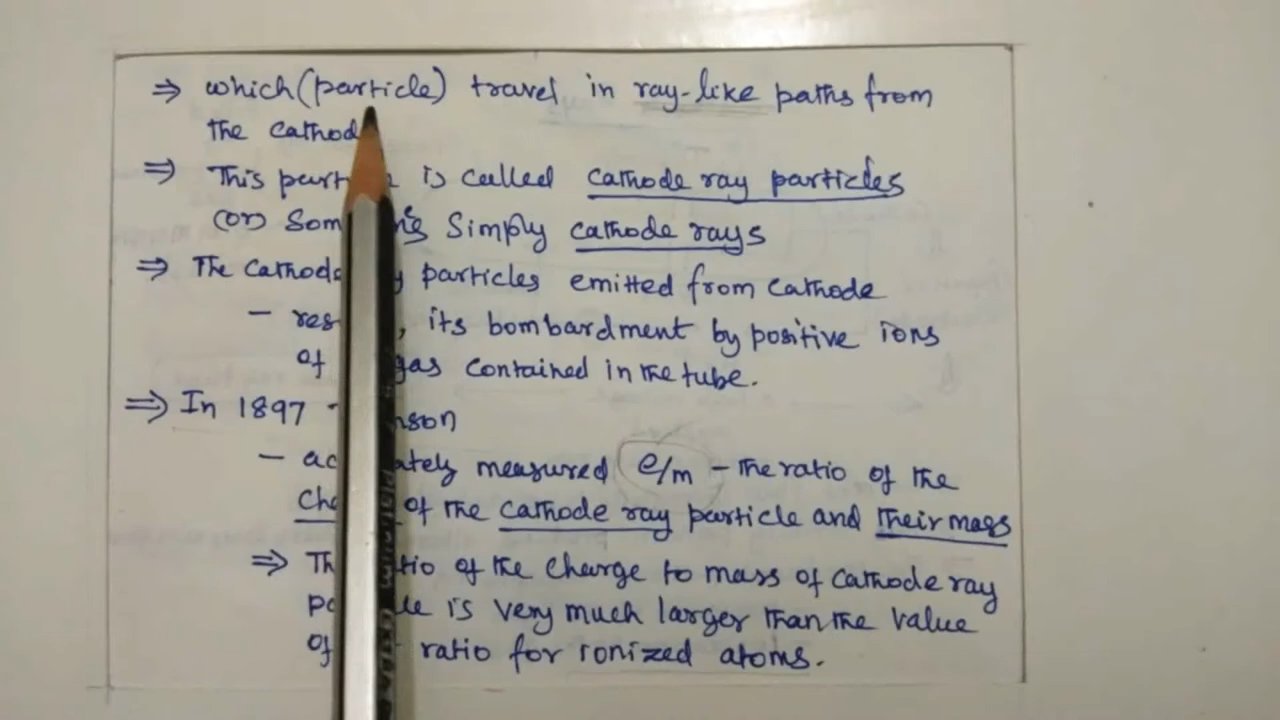 ⇒ which (particle) travel in ray-like paths from
the cathod
⇒ This is called cathode ray particles
(or) Simply cathode rays
⇒ The cathode particles emitted from cathode
- its bombardment by positive ions
of gas contained in the tube.
⇒ In 1897 -
- measured e/m - the ratio of the
of the cathode ray particle and their mass
⇒ of the charge to mass of cathode ray
is very much larger than the value
of ratio for ionized atoms.